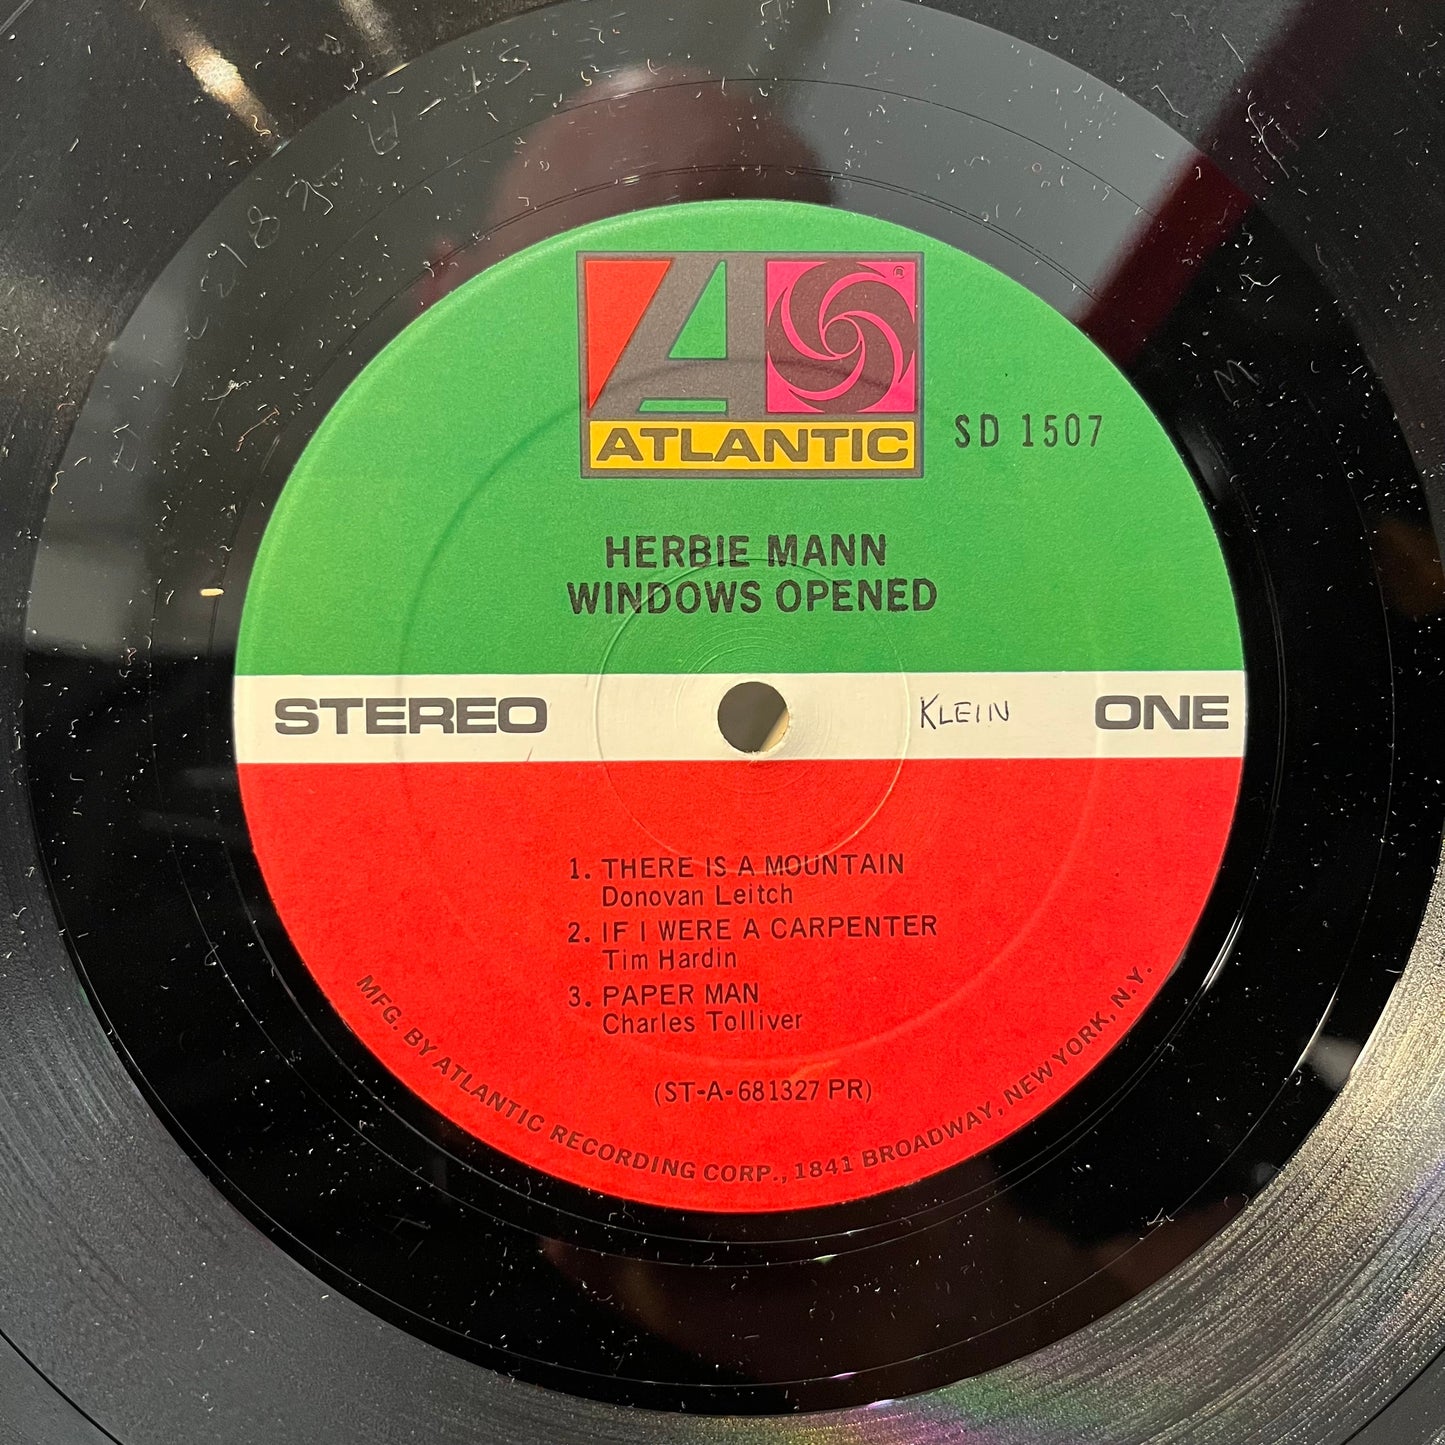 ATLANTIC
®
SD 1507
HERBIE MANN
WINDOWS OPENED
STEREO
KLEIN
ONE
1. THERE IS A MOUNTAIN
Donovan Leitch
2. IF I WERE A CARPENTER
Tim Hardin
3. PAPER MAN
Charles Tolliver
(ST-A-681327 PR)
MFG. BY ATLANTIC RECORDING CORP., 1841 BROADWAY, NEW YORK, N.Y.